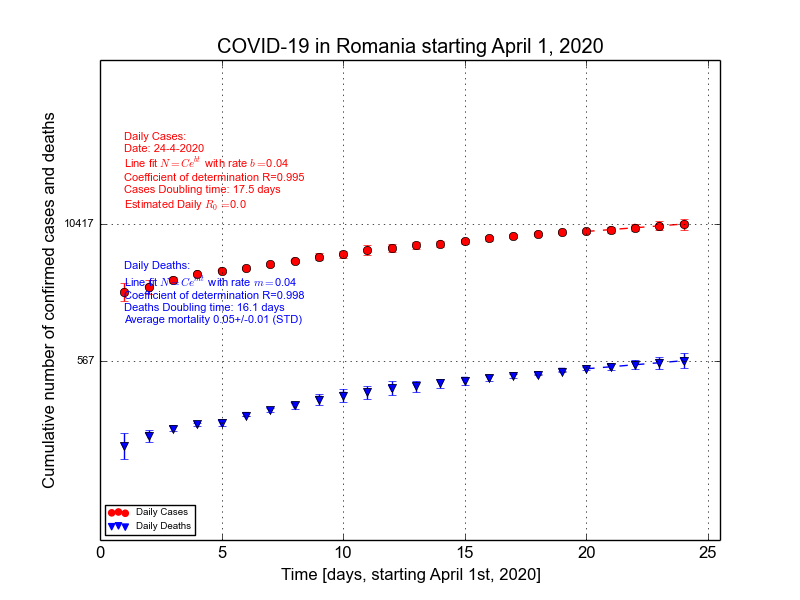 COVID-19 in Romania starting April 1, 2020
Cumulative number of confirmed cases and deaths
Daily Cases:
Date: 24-4-2020
Line fit N=Ce^{bt} with rate b=0.04
Coefficient of determination R=0.995
Cases Doubling time: 17.5 days
Estimated Daily R_0=0.0
10417
Daily Deaths:
Line fit N=Ce^{mt} with rate m=0.04
Coefficient of determination R=0.998
Deaths Doubling time: 16.1 days
Average mortality 0.05+/-0.01 (STD)
567
Daily Cases
Daily Deaths
0 5 10 15 20 25
Time [days, starting April 1st, 2020]